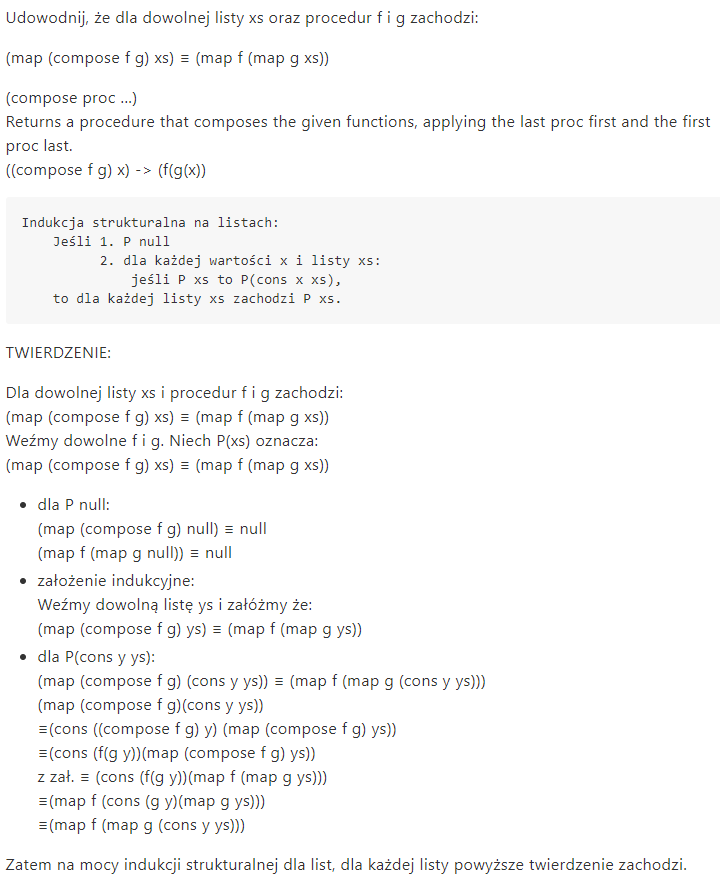 Udowodnij, że dla dowolnej listy xs oraz procedur f i g zachodzi:
(map (compose f g) xs) ≡ (map f (map g xs))
(compose proc ...)
Returns a procedure that composes the given functions, applying the last proc first and the first
proc last.
((compose f g) x) -> (f(g(x))
Indukcja strukturalna na listach:
Jeśli 1. P null
2. dla każdej wartości x i listy xs:
jeśli P xs to P(cons x xs),
to dla każdej listy xs zachodzi P xs.
TWIERDZENIE:
Dla dowolnej listy xs i procedur f i g zachodzi:
(map (compose f g) xs) ≡ (map f (map g xs))
Weźmy dowolne f i g. Niech P(xs) oznacza:
(map (compose f g) xs) ≡ (map f (map g xs))
• dla P null:
(map (compose f g) null) ≡ null
(map f (map g null)) ≡ null
• założenie indukcyjne:
Weźmy dowolną listę ys i załóżmy że:
(map (compose f g) ys) ≡ (map f (map g ys))
• dla P(cons y ys):
(map (compose f g) (cons y ys)) ≡ (map f (map g (cons y ys)))
(map (compose f g)(cons y ys))
≡(cons ((compose f g) y) (map (compose f g) ys))
≡(cons (f(g y))(map (compose f g) ys))
z zał. ≡ (cons (f(g y))(map f (map g ys)))
≡(map f (cons (g y)(map g ys)))
≡(map f (map g (cons y ys)))
Zatem na mocy indukcji strukturalnej dla list, dla każdej listy powyższe twierdzenie zachodzi.